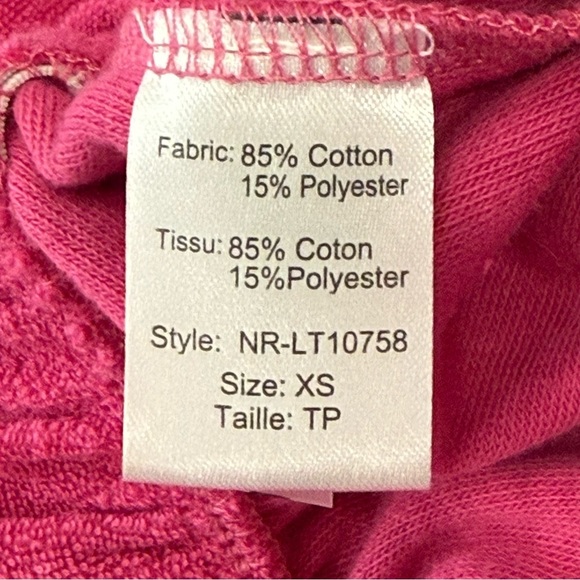 Fabric: 85% Cotton
15% Polyester
Tissu: 85% Coton
15%Polyester
Style: NR-LT10758
Size: XS
Taille: TP